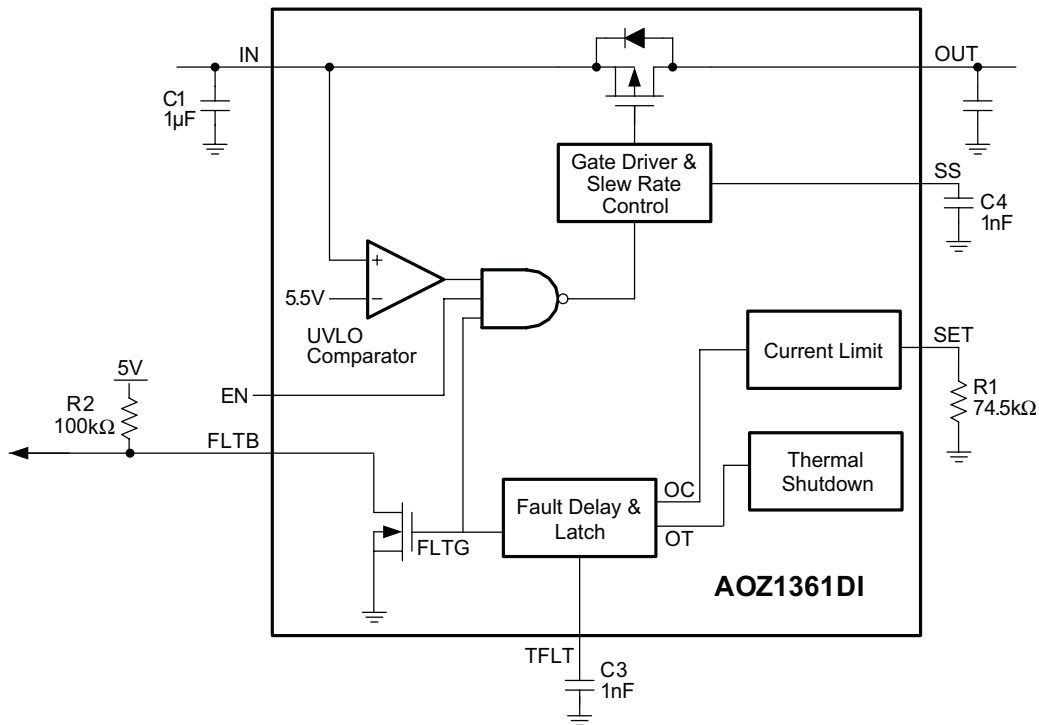 IN
OUT
C1
1µF
Gate Driver &
Slew Rate
Control
SS
C4
1nF
+
5.5V
−
UVLO
Comparator
Current Limit
SET
R1
74.5kΩ
5V
EN
R2
100kΩ
FLTB
Thermal
Shutdown
Fault Delay &
Latch
OC
OT
FLTG
AOZ1361DI
TFLT
C3
1nF